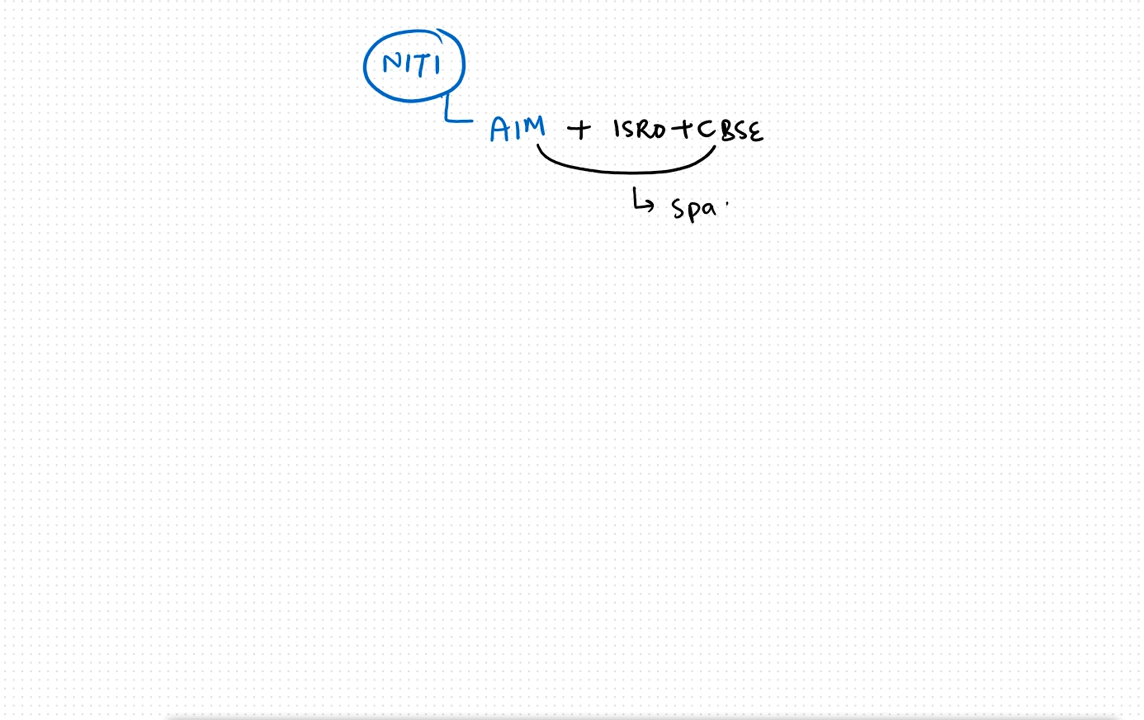 NITI
AIM + ISRO + CBSE
↳ spa